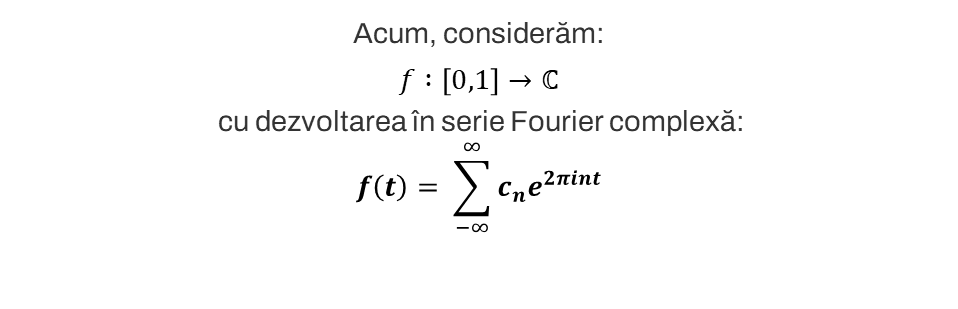 Acum, considerăm:
f : [0,1] → ℂ
cu dezvoltarea în serie Fourier complexă:
f(t) = ∑_{-∞}^{∞} c_n e^{2πint}